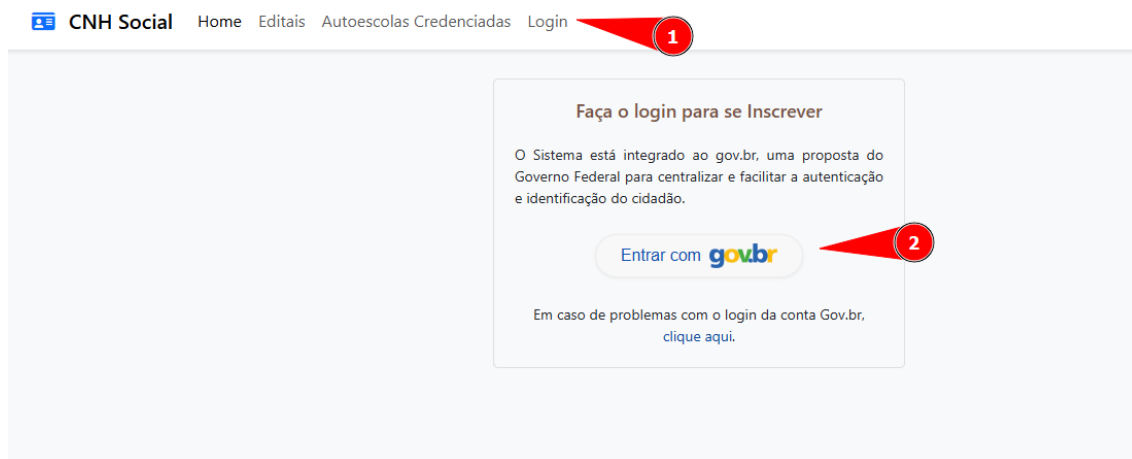 CNH Social Home Editais Autoescolas Credenciadas Login
1
Faça o login para se Inscrever
O Sistema está integrado ao gov.br, uma proposta do
Governo Federal para centralizar e facilitar a autenticação
e identificação do cidadão.
Entrar com gov.br
2
Em caso de problemas com o login da conta Gov.br,
clique aqui.